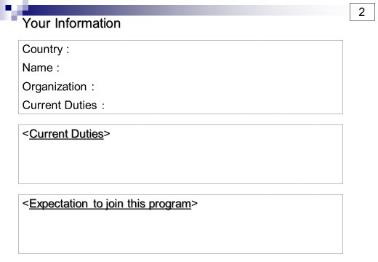 2
Your Information
Country :
Name :
Organization :
Current Duties :
<Current Duties>
<Expectation to join this program>